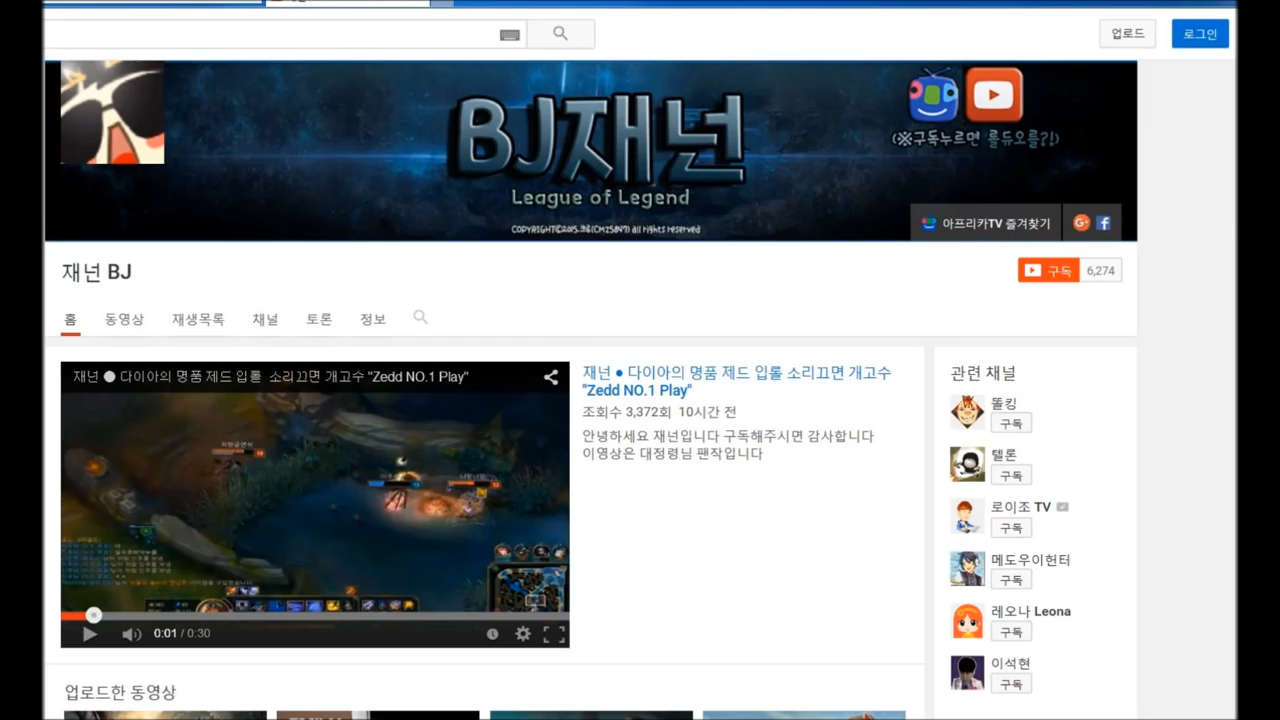 업로드
로그인
BJ재넌
League of Legend
(※구독누르면 를듀오를?!)
아프리카TV 즐겨찾기
재넌 BJ
구독 6,274
홈 동영상 재생목록 채널 토론 정보
재넌 ● 다이아의 명품 제드 입롤 소리끄면 개고수 "Zedd NO.1 Play"
0:01 / 0:30
재넌 ● 다이아의 명품 제드 입롤 소리끄면 개고수
"Zedd NO.1 Play"
조회수 3,372회 10시간 전
안녕하세요 재넌입니다 구독해주시면 감사합니다
이영상은 대정령님 팬작입니다
관련 채널
똘킹
구독
텔론
구독
로이조 TV
구독
메도우이헌터
구독
레오나 Leona
구독
이석현
구독
업로드한 동영상